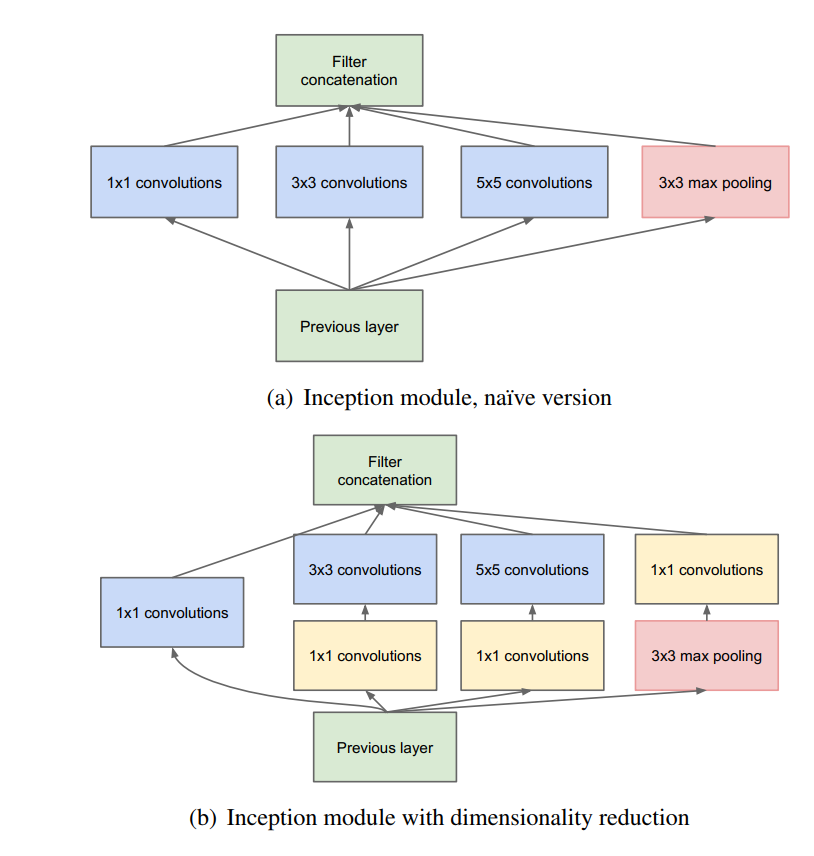 Filter
concatenation
1x1 convolutions
3x3 convolutions
5x5 convolutions
3x3 max pooling
Previous layer
(a) Inception module, naïve version
Filter
concatenation
3x3 convolutions
5x5 convolutions
1x1 convolutions
1x1 convolutions
1x1 convolutions
1x1 convolutions
3x3 max pooling
Previous layer
(b) Inception module with dimensionality reduction